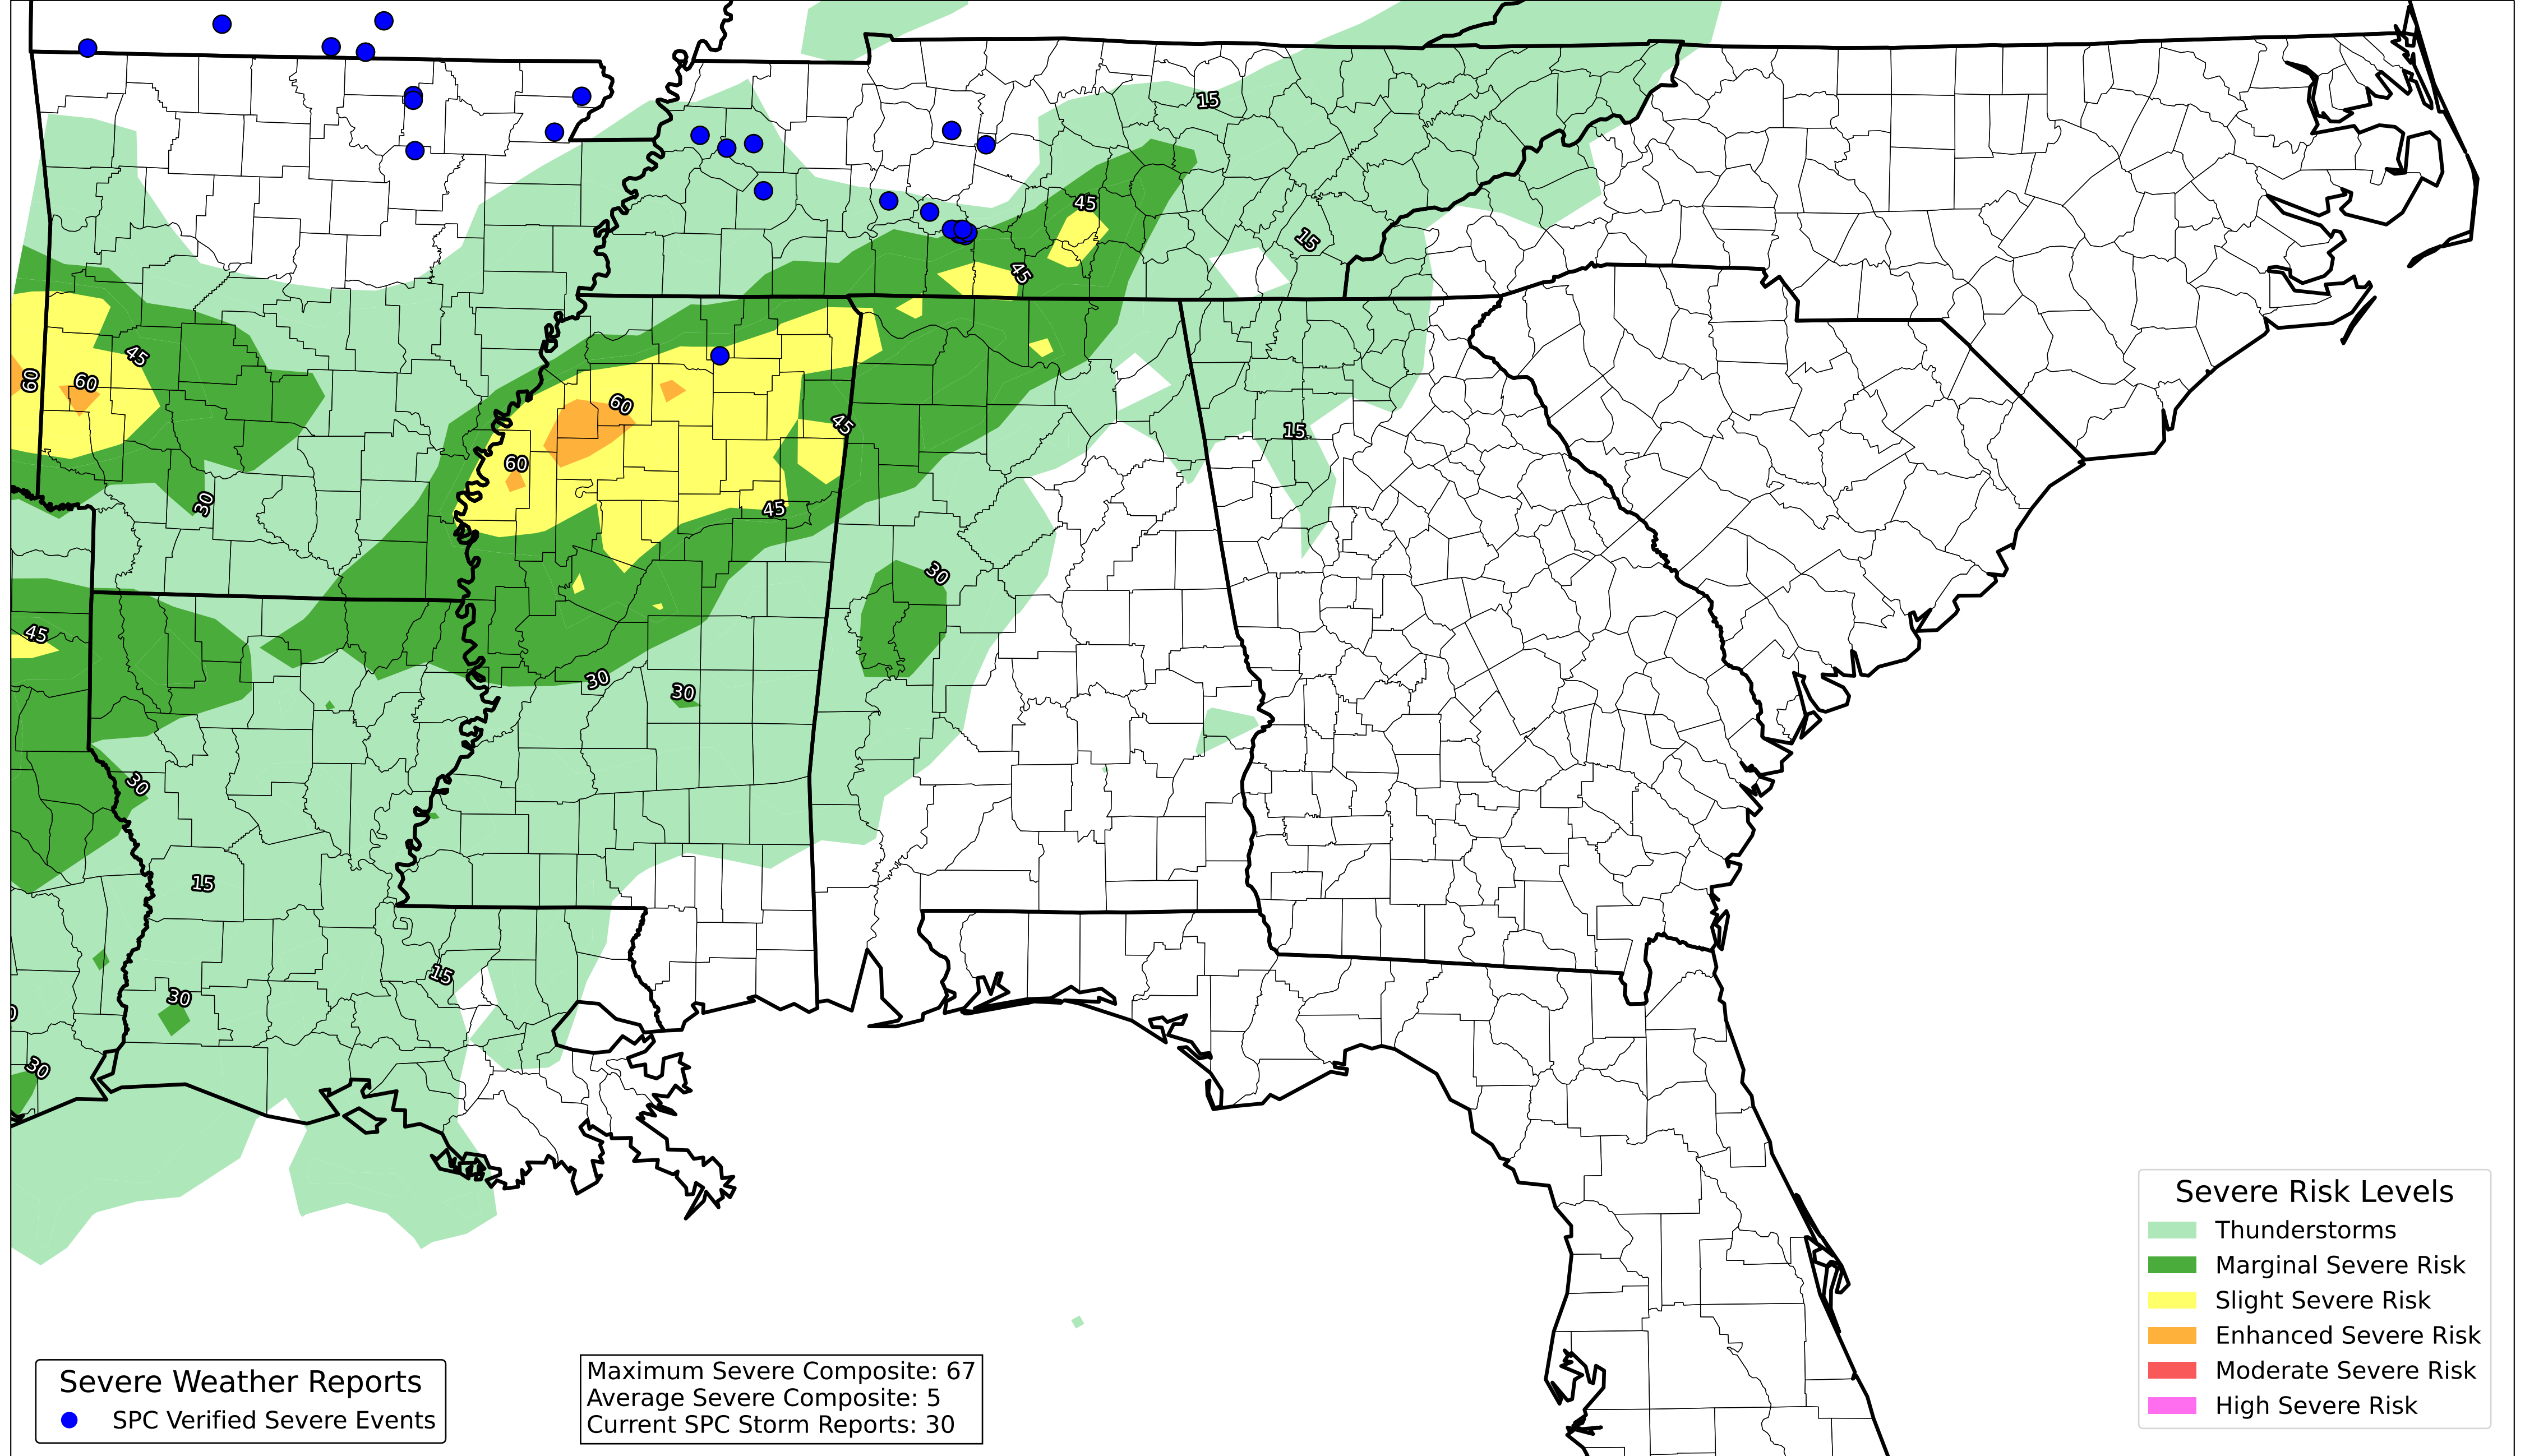 15
45
15
45
45
60
60
60
45
15
60
45
30
30
45
30
30
30
15
15
30
30
Severe Risk Levels
Thunderstorms
Marginal Severe Risk
Slight Severe Risk
Enhanced Severe Risk
Moderate Severe Risk
High Severe Risk
Severe Weather Reports
SPC Verified Severe Events
Maximum Severe Composite: 67
Average Severe Composite: 5
Current SPC Storm Reports: 30